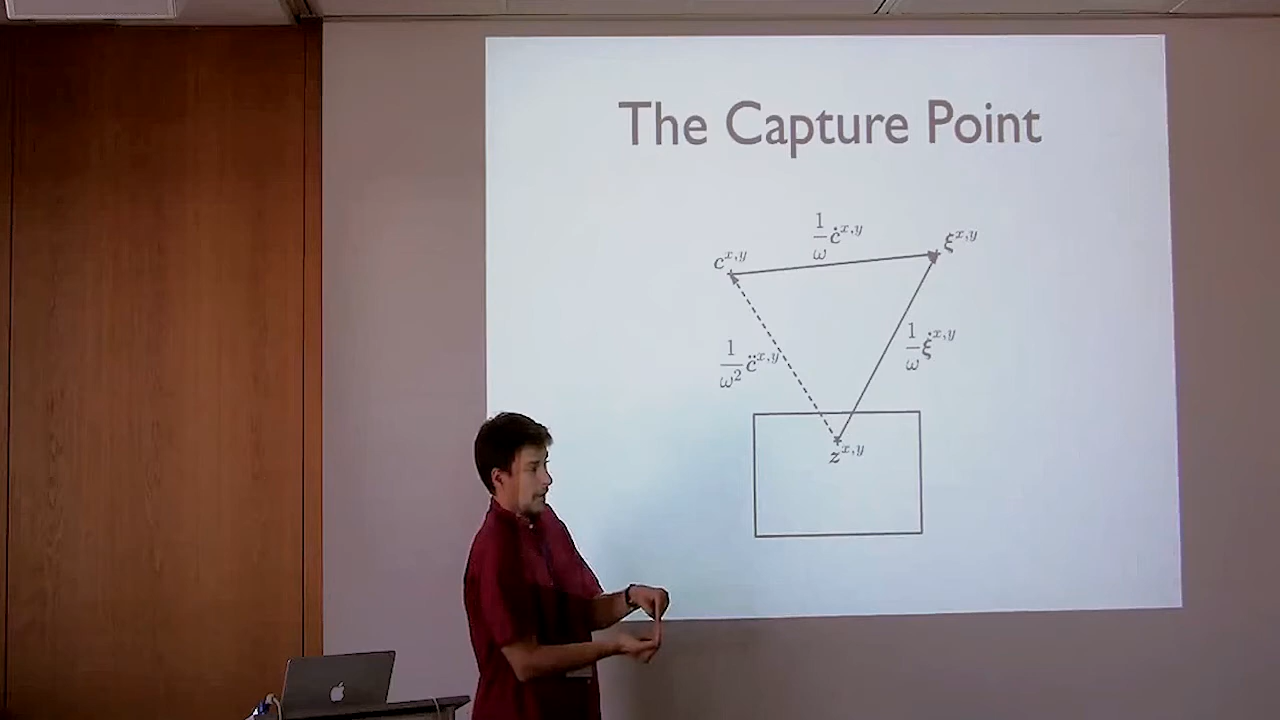 The Capture Point
1/ω ċ^{x,y}
ξ^{x,y}
c^{x,y}
1/ω ξ̇^{x,y}
1/ω² c̈^{x,y}
z^{x,y}